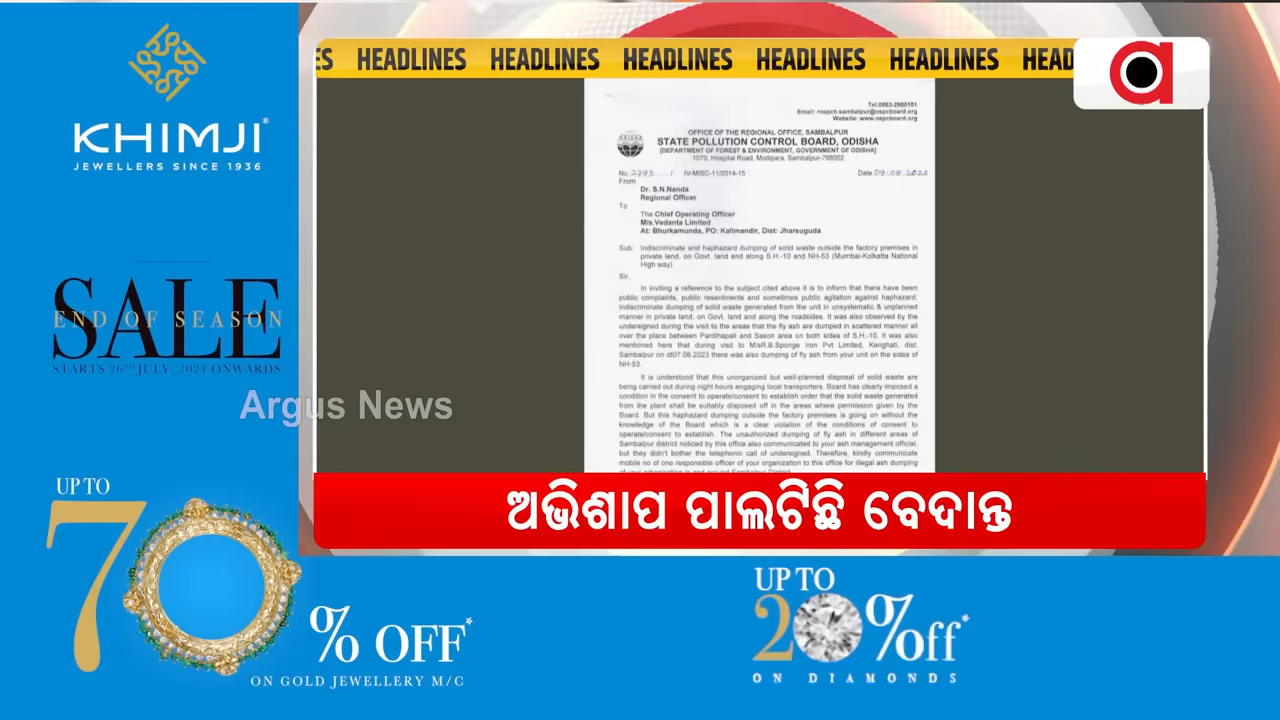 KHIMJI®
JEWELLERS SINCE 1936
SALE
END OF SEASON
STARTS 26TH JULY, 2024 ONWARDS
UP TO
70
% OFF*
ON GOLD JEWELLERY M/C
UP TO
20%off*
ON DIAMONDS
ES HEADLINES HEADLINES HEADLINES HEADLINES HEADLINES HEAD
a
Tel:0663-2950151
Email: rospcb.sambalpur@ospcboard.org
Website: www.ospcboard.org
OFFICE OF THE REGIONAL OFFICE, SAMBALPUR
STATE POLLUTION CONTROL BOARD, ODISHA
[DEPARTMENT OF FOREST & ENVIRONMENT, GOVERNMENT OF ODISHA]
1070, Hospital Road, Modipara, Sambalpur-768002
No. / IV-MISC-11/2014-15 Date 09.08.2023
From
Dr. S.N.Nanda
Regional Officer
To
The Chief Operating Officer
M/s.Vedanta Limited
At: Bhurkamunda, PO: Kalimandir, Dist: Jharsuguda
Sub: Indiscriminate and haphazard dumping of solid waste outside the factory premises in
private land, on Govt. land and along S.H.-10 and NH-53 (Mumbai-Kolkatta National
High way)
Sir,
In inviting a reference to the subject cited above it is to inform that there have been
public complaints, public resentments and sometimes public agitation against haphazard,
indiscriminate dumping of solid waste generated from the unit in unsystematic & unplanned
manner in private land, on Govt. land and along the roadsides. It was also observed by the
undersigned during the visit to the areas that the fly ash are dumped in scattered manner all
over the place between Pardhiapali and Sason area on both sides of S.H.-10. It was also
mentioned here that during visit to M/sR.B.Sponge Iron Pvt Limited, Kenghati, dist.
Sambalpur on dt07.08.2023 there was also dumping of fly ash from your unit on the sides of
NH-53.
It is understood that this unorganized but well-planned disposal of solid waste are
being carried out during night hours engaging local transporters. Board has clearly imposed a
condition in the consent to operate/consent to establish order that the solid waste generated
from the plant shall be suitably disposed off in the areas where permission given by the
Board. But this haphazard dumping outside the factory premises is going on without the
knowledge of the Board which is a clear violation of the conditions of consent to
operate/consent to establish. The unauthorized dumping of fly ash in different areas of
Sambalpur district noticed by this office also communicated to your ash management official,
but they didn't bother the telephonic call of undersigned. Therefore, kindly communicate
mobile no of one responsible officer of your organization to this office for illegal ash dumping
Argus News
ଅଭିଶାପ ପାଲଟିଛି ବେଦାନ୍ତ